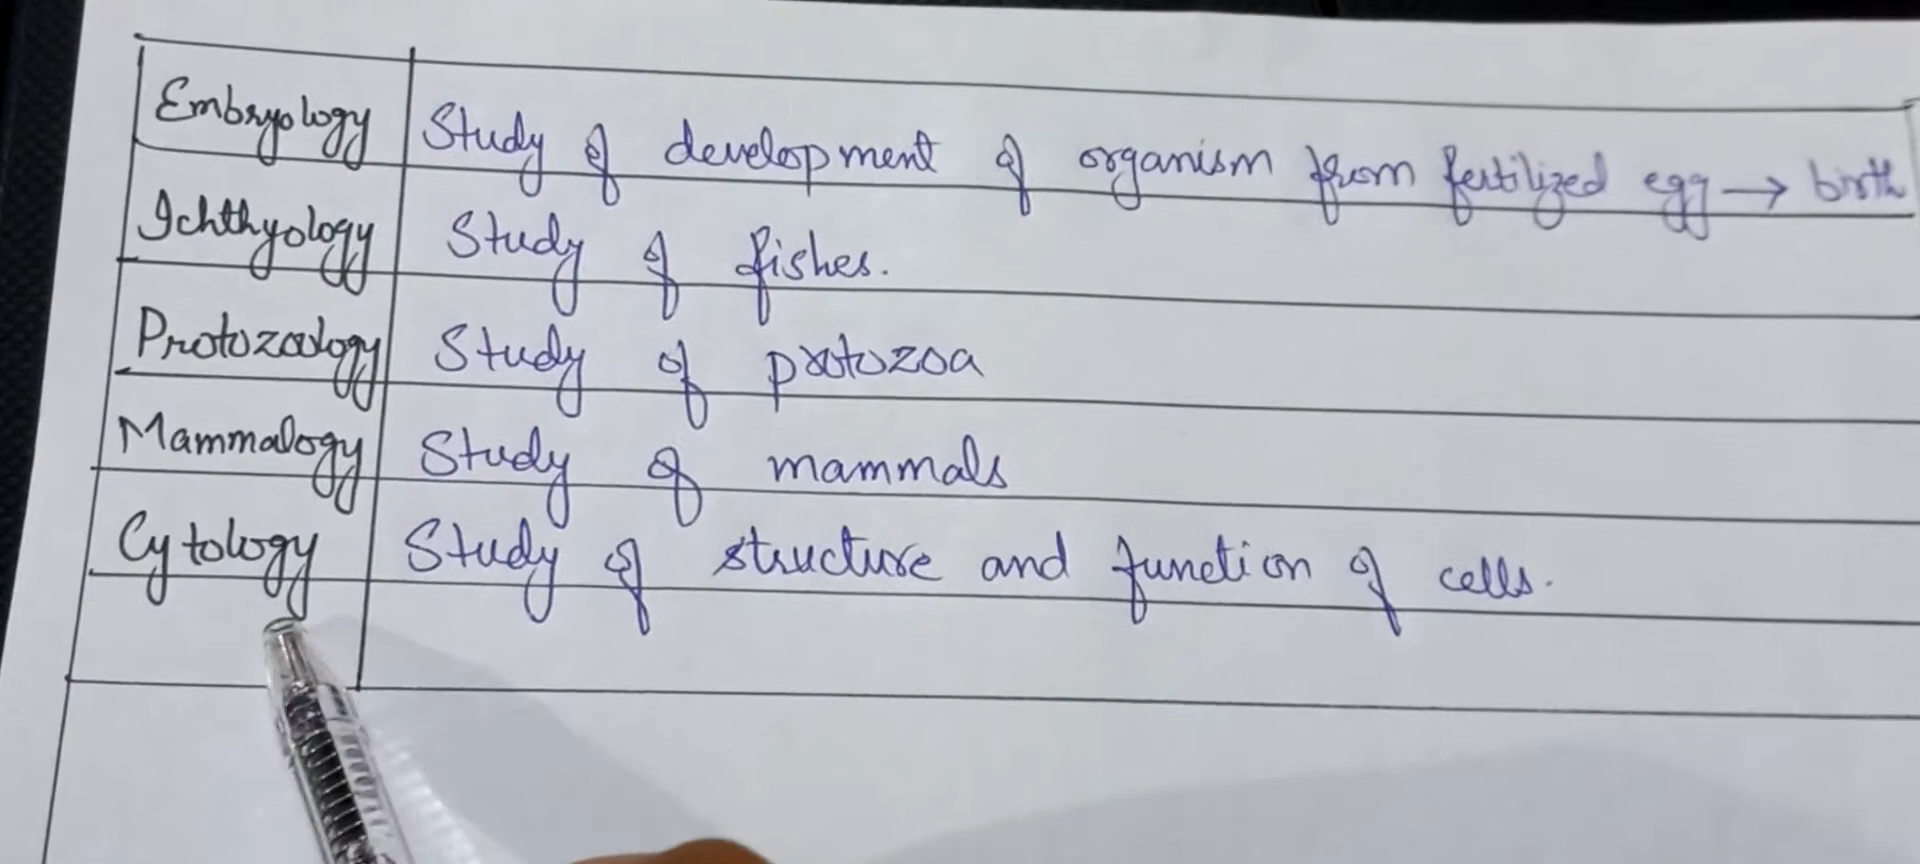 Embryology Study of development of organism from fertilized egg → birth
Ichthyology Study of fishes.
Protozoology Study of protozoa
Mammalogy Study of mammals
Cytology Study of structure and function of cells.